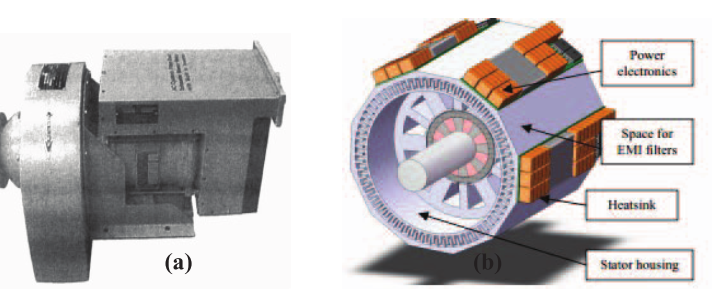 Power
electronics
Space for
EMI filters
Heatsink
Stator housing
(a)
(b)